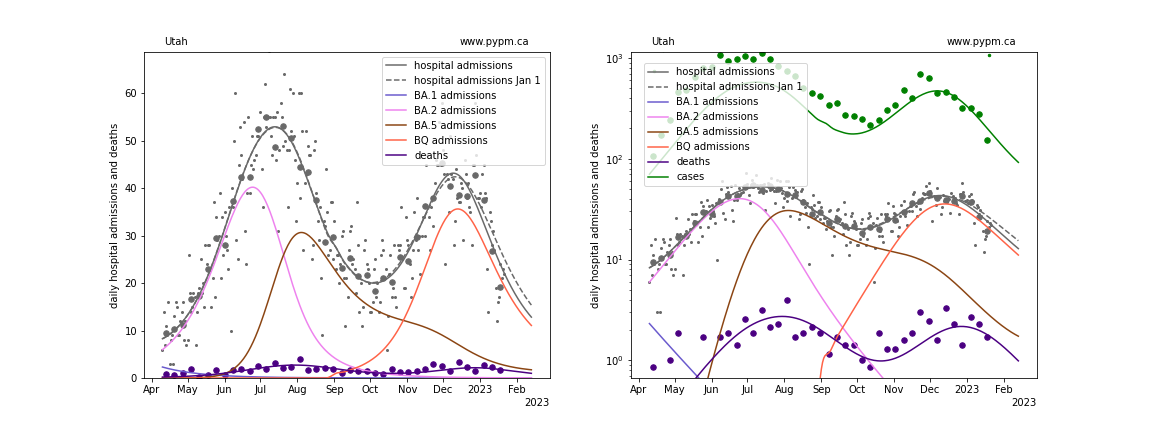 Utah www.pypm.ca
daily hospital admissions and deaths
60
50
40
30
20
10
0
hospital admissions
hospital admissions Jan 1
BA.1 admissions
BA.2 admissions
BA.5 admissions
BQ admissions
deaths
Apr May Jun Jul Aug Sep Oct Nov Dec 2023 Feb
2023
Utah www.pypm.ca
daily hospital admissions and deaths
10³
10²
10¹
10⁰
hospital admissions
hospital admissions Jan 1
BA.1 admissions
BA.2 admissions
BA.5 admissions
BQ admissions
deaths
cases
Apr May Jun Jul Aug Sep Oct Nov Dec 2023 Feb
2023